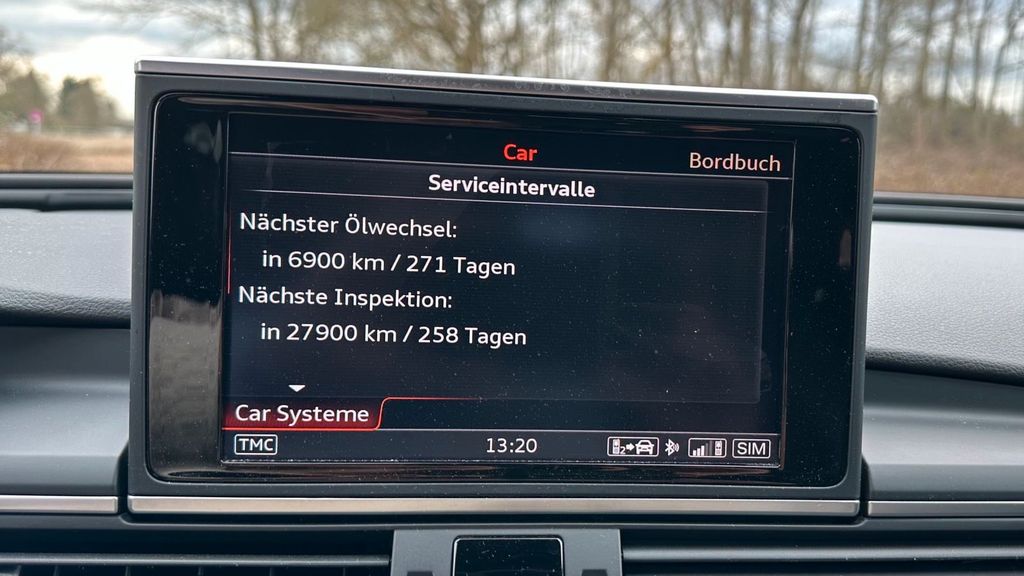 Car
Bordbuch
Serviceintervalle
Nächster Ölwechsel:
in 6900 km / 271 Tagen
Nächste Inspektion:
in 27900 km / 258 Tagen
Car Systeme
TMC
13:20
2
SIM